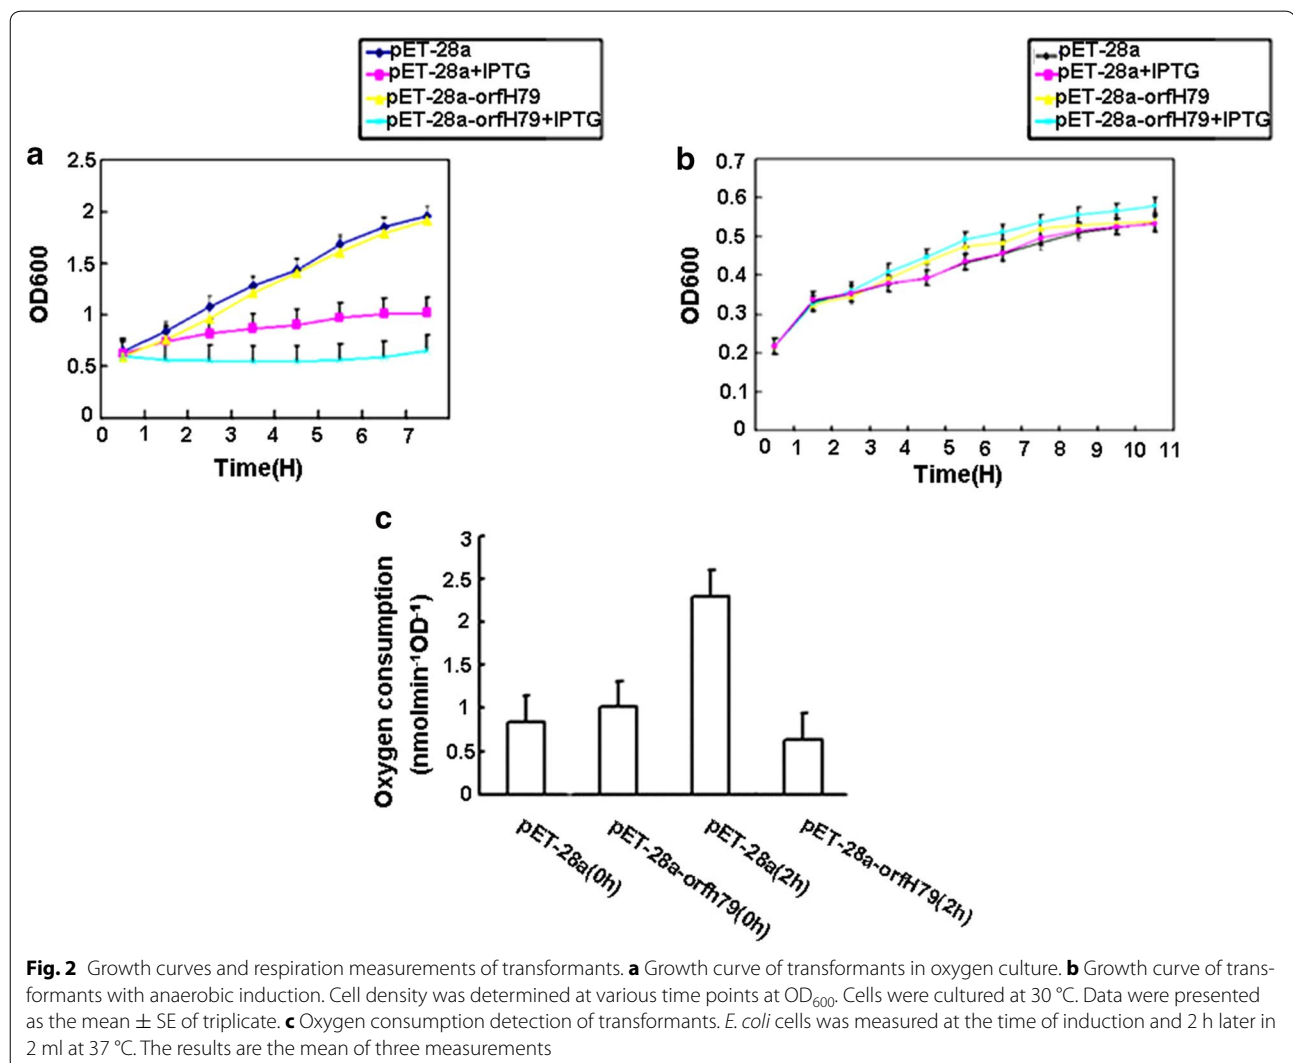 pET-28a
pET-28a+IPTG
pET-28a-orfH79
pET-28a-orfH79+IPTG
a
2.5
2
1.5
1
0.5
0
OD600
0 1 2 3 4 5 6 7
Time(H)
pET-28a
pET-28a+IPTG
pET-28a-orfH79
pET-28a-orfH79+IPTG
b
0.7
0.6
0.5
0.4
0.3
0.2
0.1
0
OD600
0 1 2 3 4 5 6 7 8 9 10 11
Time(H)
c
3
2.5
2
1.5
1
0.5
0
Oxygen consumption
(nmolmin⁻¹OD⁻¹)
pET-28a(0h)
pET-28a-orfh79(0h)
pET-28a(2h)
pET-28a-orfH79(2h)
Fig. 2 Growth curves and respiration measurements of transformants. a Growth curve of transformants in oxygen culture. b Growth curve of trans-
formants with anaerobic induction. Cell density was determined at various time points at OD₆₀₀. Cells were cultured at 30 °C. Data were presented
as the mean ± SE of triplicate. c Oxygen consumption detection of transformants. E. coli cells was measured at the time of induction and 2 h later in
2 ml at 37 °C. The results are the mean of three measurements